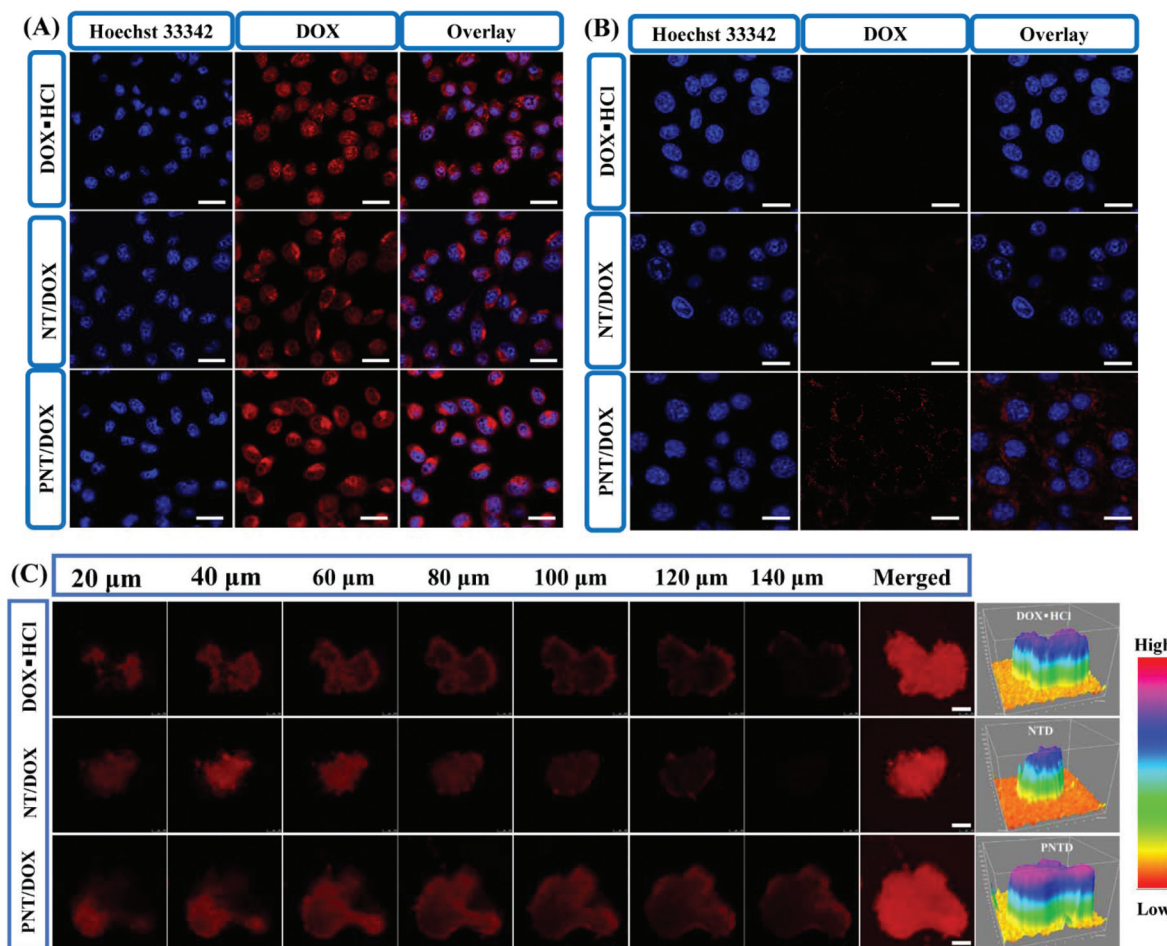 (A)
Hoechst 33342 DOX Overlay
DOX▪HCl
NT/DOX
PNT/DOX
(B)
Hoechst 33342 DOX Overlay
DOX▪HCl
NT/DOX
PNT/DOX
(C)
20 µm 40 µm 60 µm 80 µm 100 µm 120 µm 140 µm Merged
DOX▪HCl
NT/DOX
PNT/DOX
DOX▪HCl
NTD
PNTD
High
Low